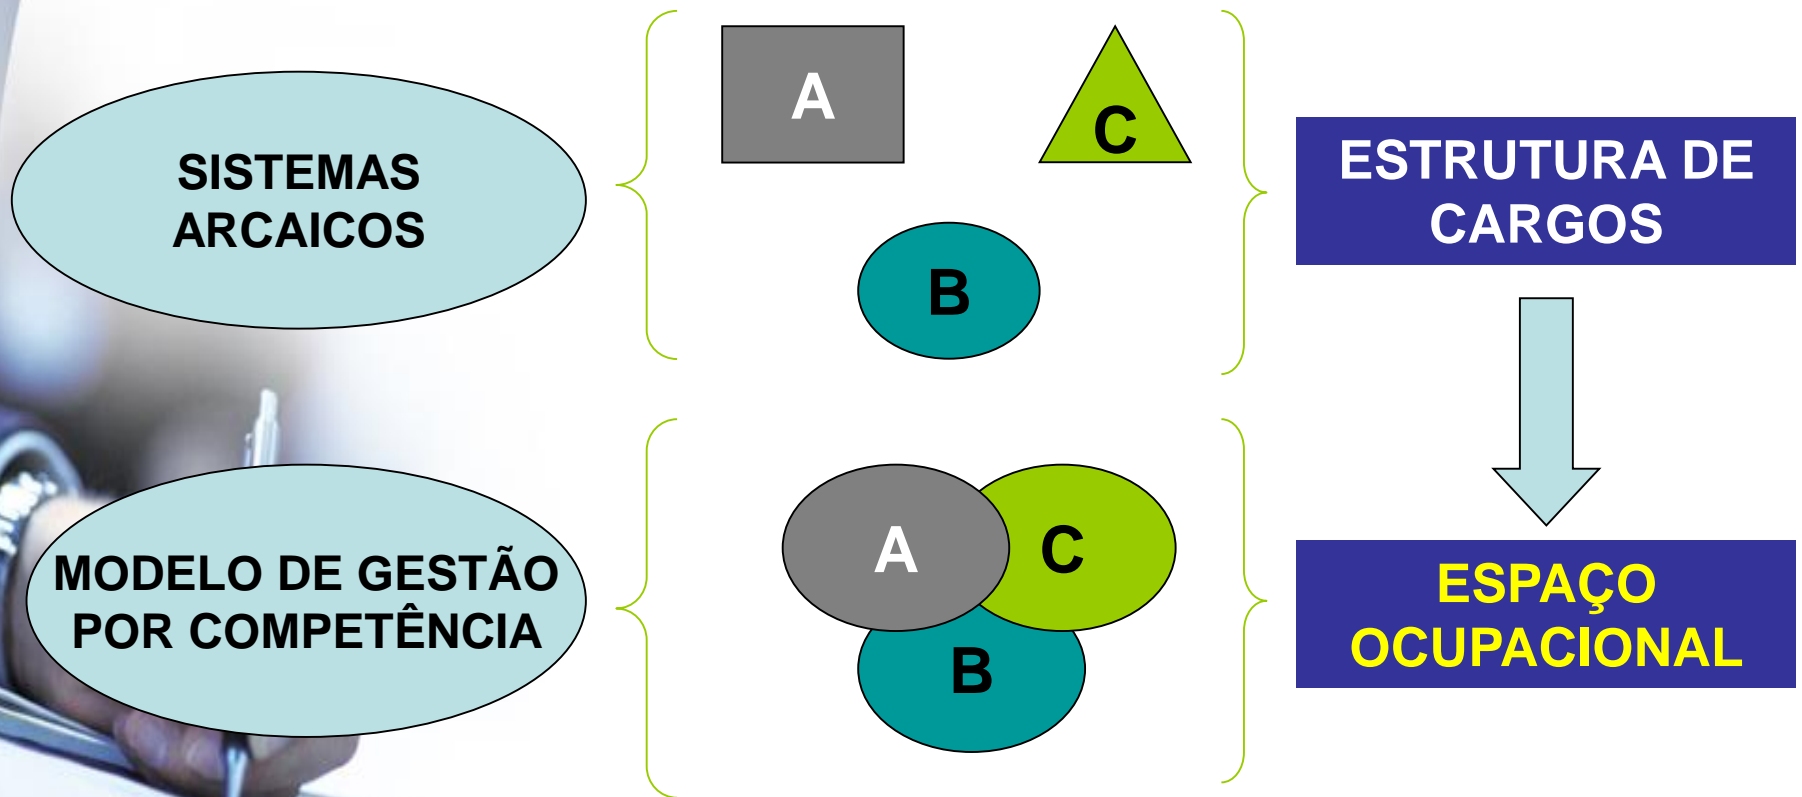 SISTEMAS
ARCAICOS
A
C
B
ESTRUTURA DE
CARGOS
MODELO DE GESTÃO
POR COMPETÊNCIA
A
C
B
ESPAÇO
OCUPACIONAL